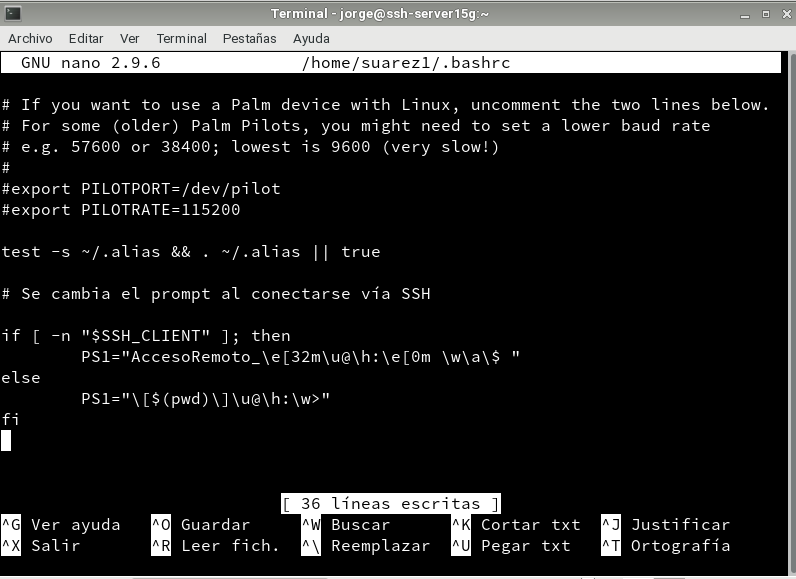 Terminal - jorge@ssh-server15g:~
Archivo Editar Ver Terminal Pestañas Ayuda
GNU nano 2.9.6 /home/suarez1/.bashrc
# If you want to use a Palm device with Linux, uncomment the two lines below.
# For some (older) Palm Pilots, you might need to set a lower baud rate
# e.g. 57600 or 38400; lowest is 9600 (very slow!)
#
#export PILOTPORT=/dev/pilot
#export PILOTRATE=115200
test -s ~/.alias && . ~/.alias || true
# Se cambia el prompt al conectarse vía SSH
if [ -n "$SSH_CLIENT" ]; then
        PS1="AccesoRemoto_\e[32m\u@\h:\e[0m \w\a\$ "
else
        PS1="\[$(pwd)\]\u@\h:\w>"
fi
[ 36 líneas escritas ]
^G Ver ayuda ^O Guardar ^W Buscar ^K Cortar txt ^J Justificar
^X Salir ^R Leer fich. ^\ Reemplazar ^U Pegar txt ^T Ortografía